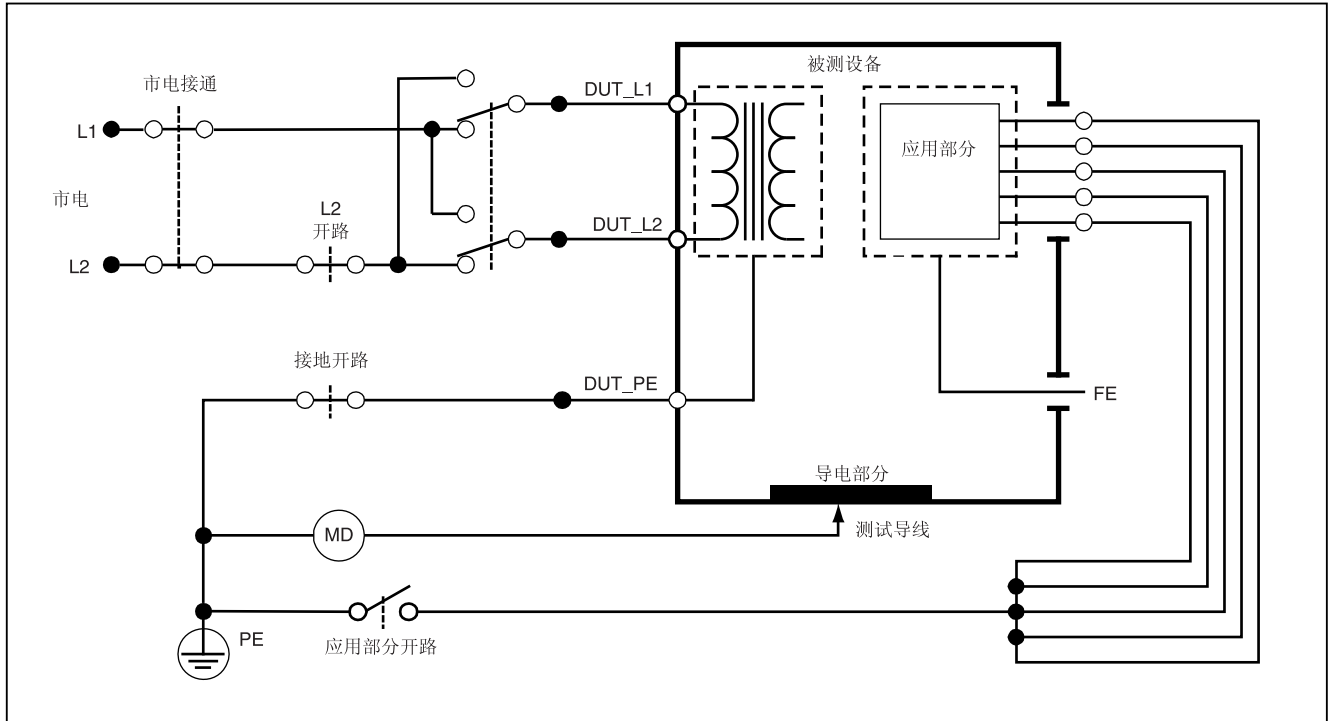 被测设备
市电接通
DUT_L1
L1
应用部分
市电
L2
开路
DUT_L2
L2
接地开路
DUT_PE
FE
导电部分
MD
测试导线
PE
应用部分开路